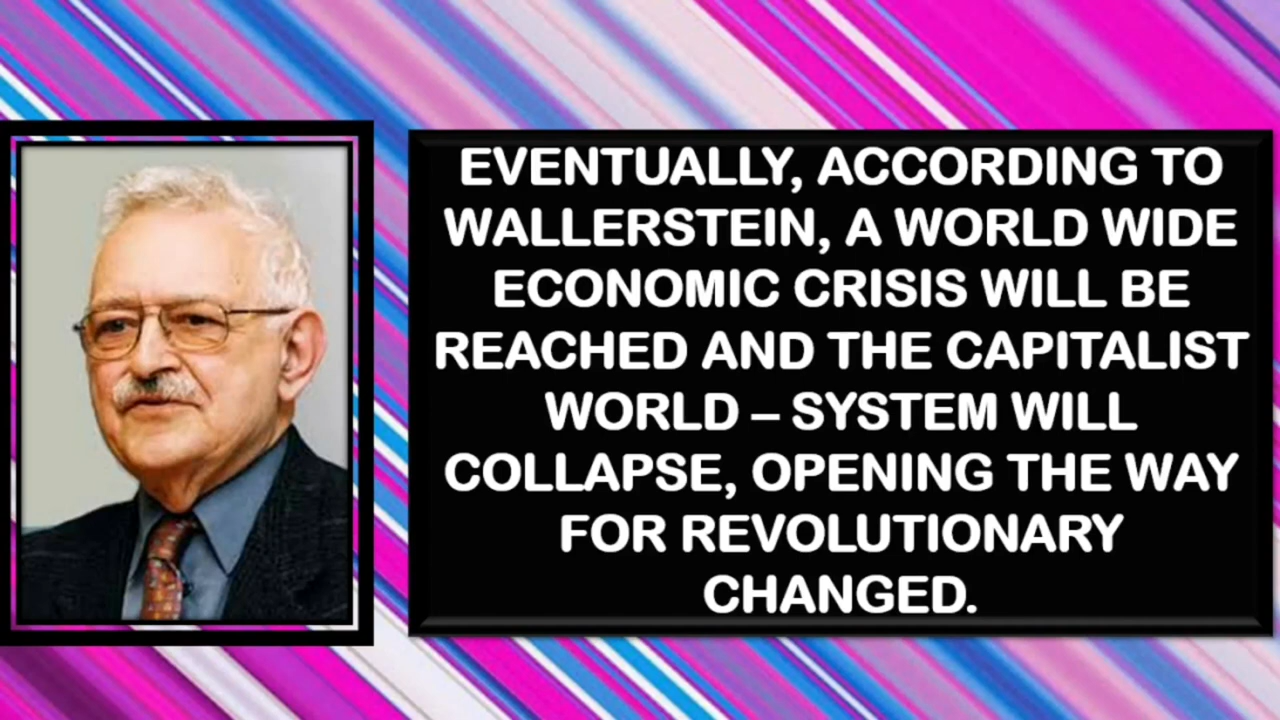 EVENTUALLY, ACCORDING TO
WALLERSTEIN, A WORLD WIDE
ECONOMIC CRISIS WILL BE
REACHED AND THE CAPITALIST
WORLD – SYSTEM WILL
COLLAPSE, OPENING THE WAY
FOR REVOLUTIONARY
CHANGED.